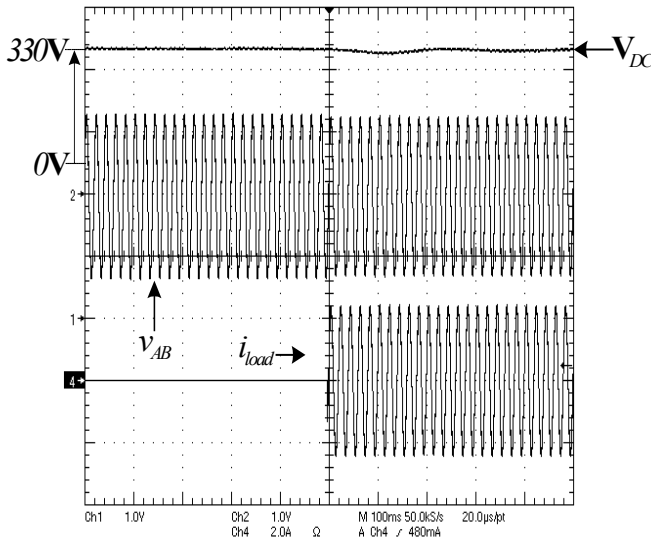 330V
V_DC
0V
2
1
v_AB
i_load
4
Ch1 1.0V Ch2 1.0V M 100ms 50.0kS/s 20.0µs/pt
Ch4 2.0A Ω A Ch4 ∕ 480mA